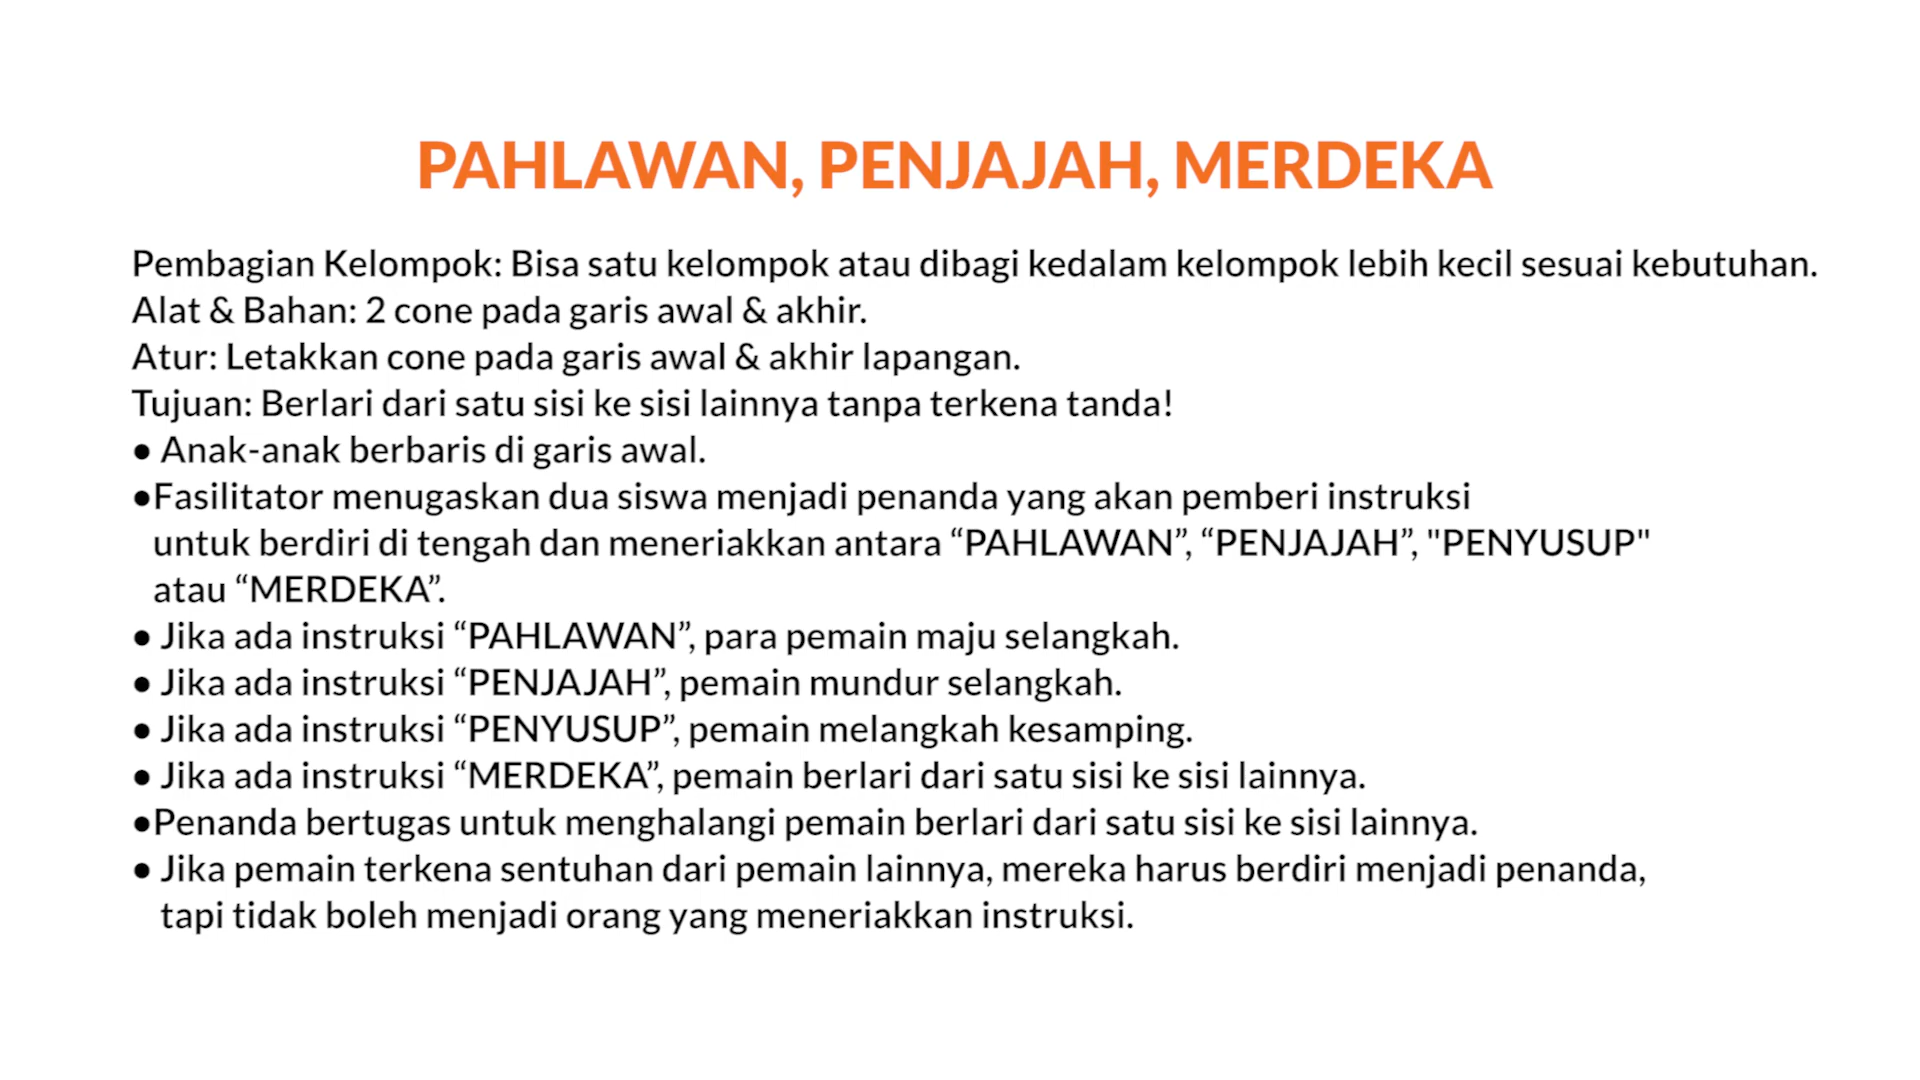 PAHLAWAN, PENJAJAH, MERDEKA
Pembagian Kelompok: Bisa satu kelompok atau dibagi kedalam kelompok lebih kecil sesuai kebutuhan.
Alat & Bahan: 2 cone pada garis awal & akhir.
Atur: Letakkan cone pada garis awal & akhir lapangan.
Tujuan: Berlari dari satu sisi ke sisi lainnya tanpa terkena tanda!
● Anak-anak berbaris di garis awal.
●Fasilitator menugaskan dua siswa menjadi penanda yang akan pemberi instruksi
untuk berdiri di tengah dan meneriakkan antara “PAHLAWAN”, “PENJAJAH”, "PENYUSUP"
atau “MERDEKA”.
● Jika ada instruksi “PAHLAWAN”, para pemain maju selangkah.
● Jika ada instruksi “PENJAJAH”, pemain mundur selangkah.
● Jika ada instruksi “PENYUSUP”, pemain melangkah kesamping.
● Jika ada instruksi “MERDEKA”, pemain berlari dari satu sisi ke sisi lainnya.
●Penanda bertugas untuk menghalangi pemain berlari dari satu sisi ke sisi lainnya.
● Jika pemain terkena sentuhan dari pemain lainnya, mereka harus berdiri menjadi penanda,
tapi tidak boleh menjadi orang yang meneriakkan instruksi.